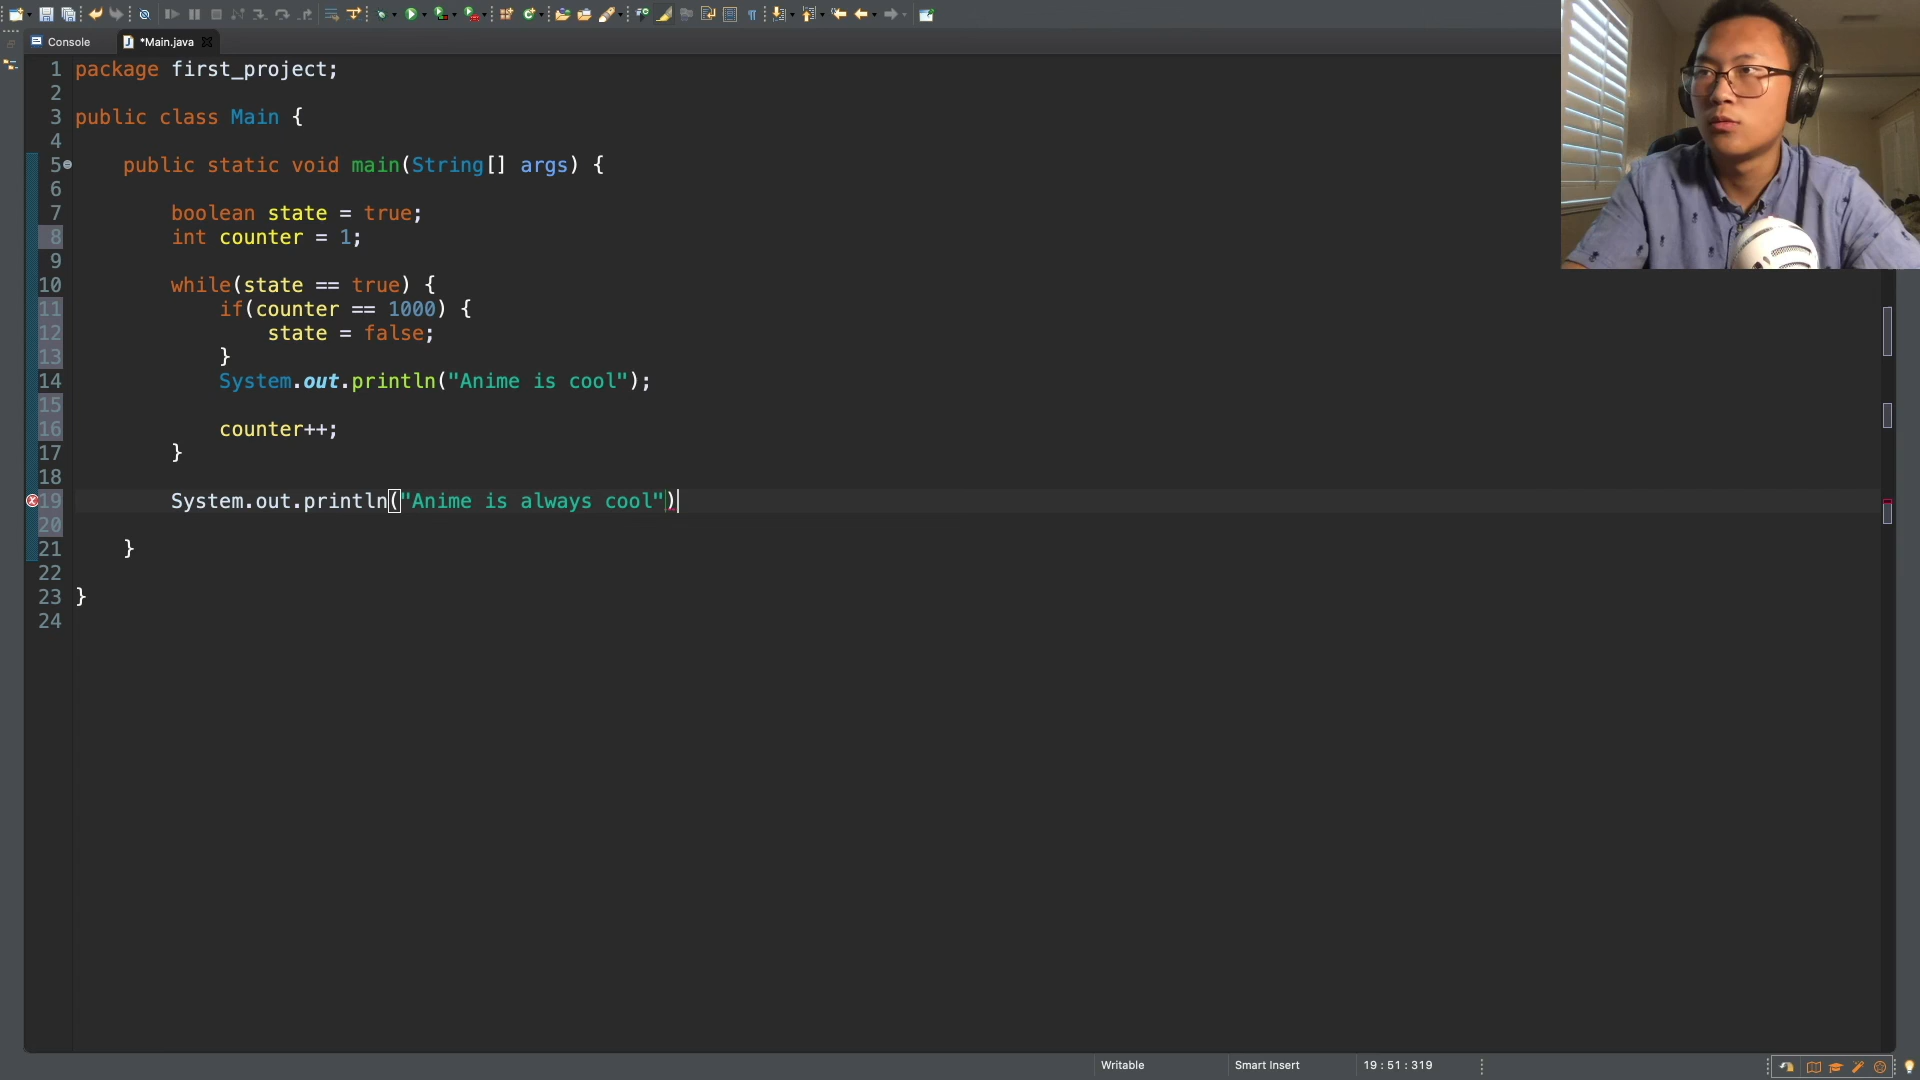 Console
*Main.java
1 package first_project;
2
3 public class Main {
4
5 public static void main(String[] args) {
6
7 boolean state = true;
8 int counter = 1;
9
10 while(state == true) {
11 if(counter == 1000) {
12 state = false;
13 }
14 System.out.println("Anime is cool");
15
16 counter++;
17 }
18
19 System.out.println("Anime is always cool")
20
21 }
22
23 }
24
Writable
Smart Insert
19 : 51 : 319